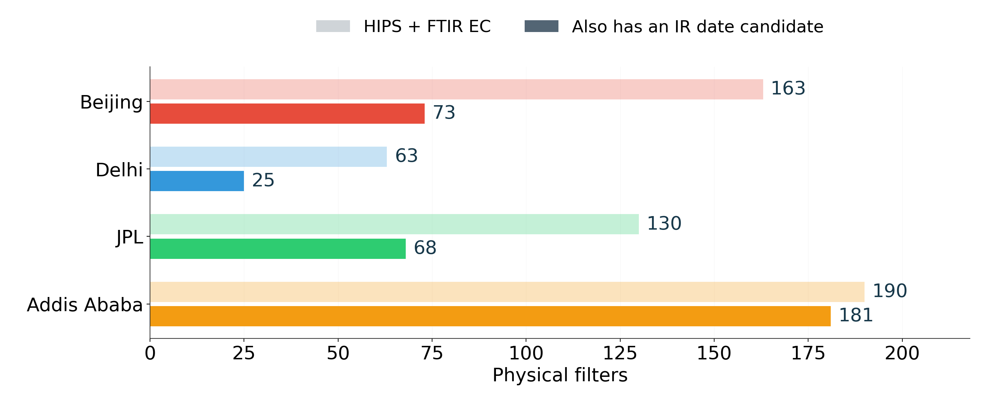 HIPS + FTIR EC
Also has an IR date candidate
Beijing
163
73
Delhi
63
25
JPL
130
68
Addis Ababa
190
181
0 25 50 75 100 125 150 175 200
Physical filters